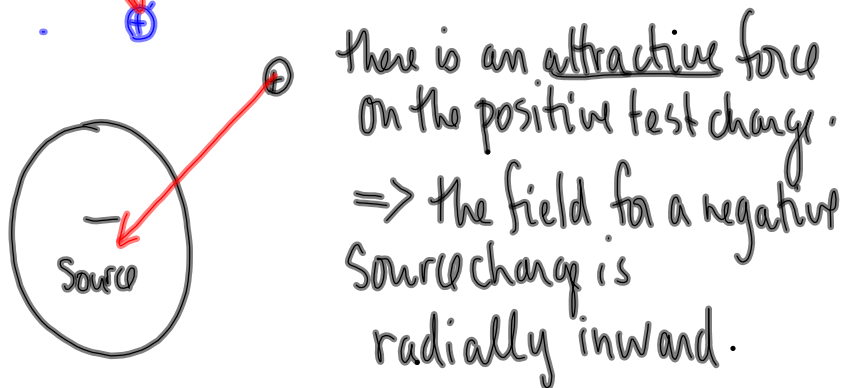 +
+
there is an attractive force
on the positive test charge.
=> the field for a negative
−
source charge is
Source
radially inward.